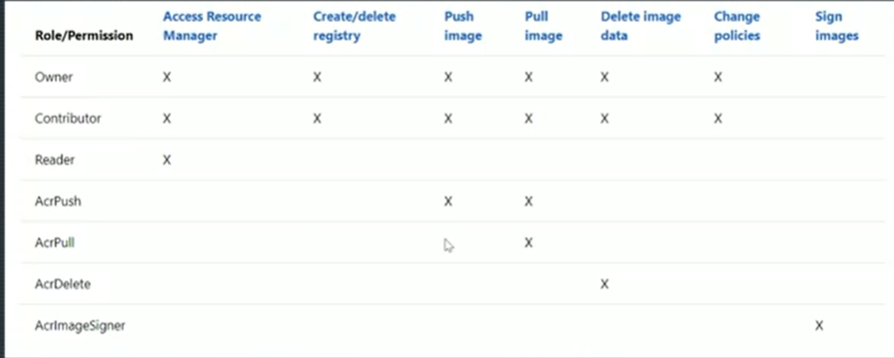 Role/Permission Access Resource Manager Create/delete registry Push image Pull image Delete image data Change policies Sign images
Owner X X X X X X
Contributor X X X X X X
Reader X
AcrPush X X
AcrPull X
AcrDelete X
AcrImageSigner X